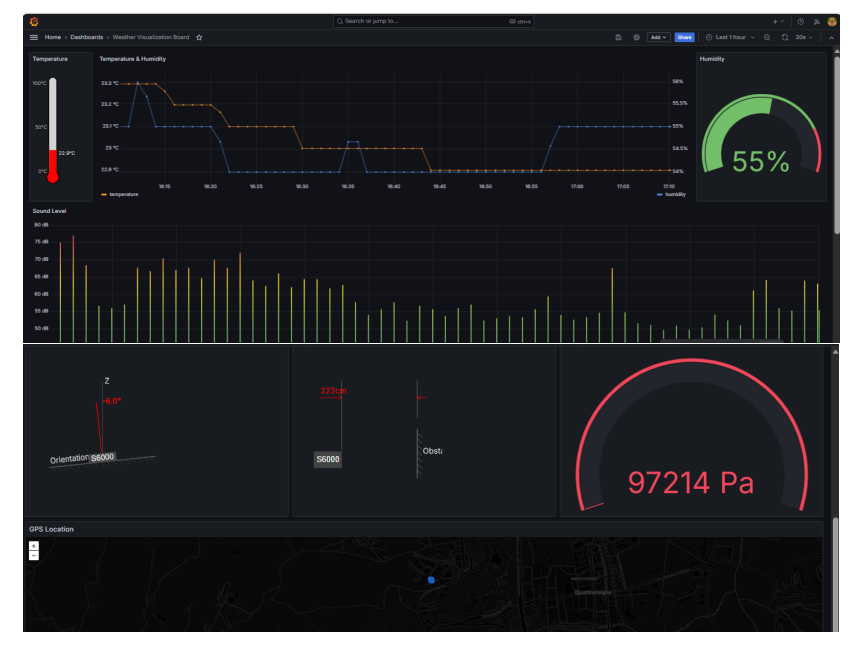 Search or jump to...
ctrl+k
Home › Dashboards › Weather Visualization Board
Add
Share
Last 1 hour
30s
Temperature
100°C
50°C
0°C
22.9°C
Temperature & Humidity
23.3 °C
23.2 °C
23.1 °C
23 °C
22.9 °C
56%
55.5%
55%
54.5%
54%
16:15 16:20 16:25 16:30 16:35 16:40 16:45 16:50 16:55 17:00 17:05 17:10
temperature
humidity
Humidity
55%
Sound Level
80 dB
75 dB
70 dB
65 dB
60 dB
55 dB
50 dB
Z
-6.0°
Orientation
S6000
222cm
S6000
Obsta
97214 Pa
GPS Location
+
−